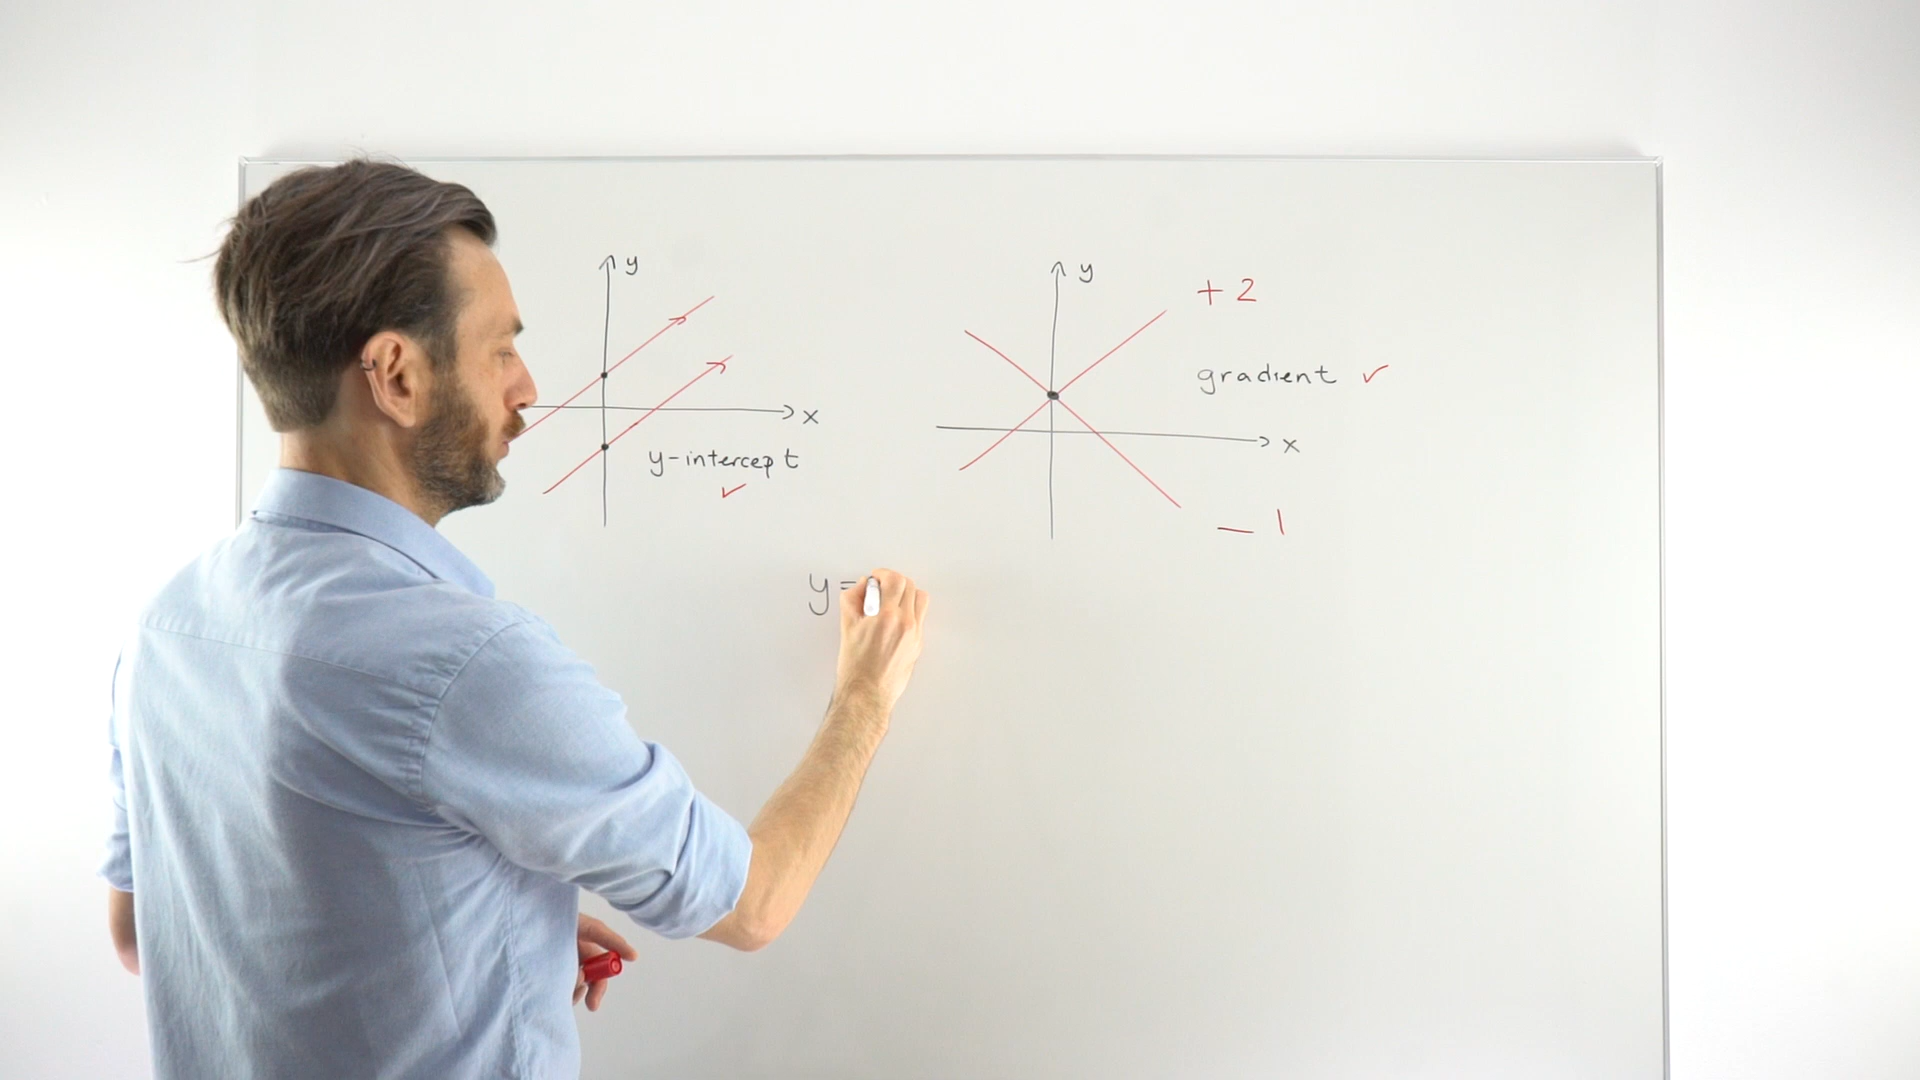 y
x
y-intercept
y
+ 2
gradient
x
- 1
y =